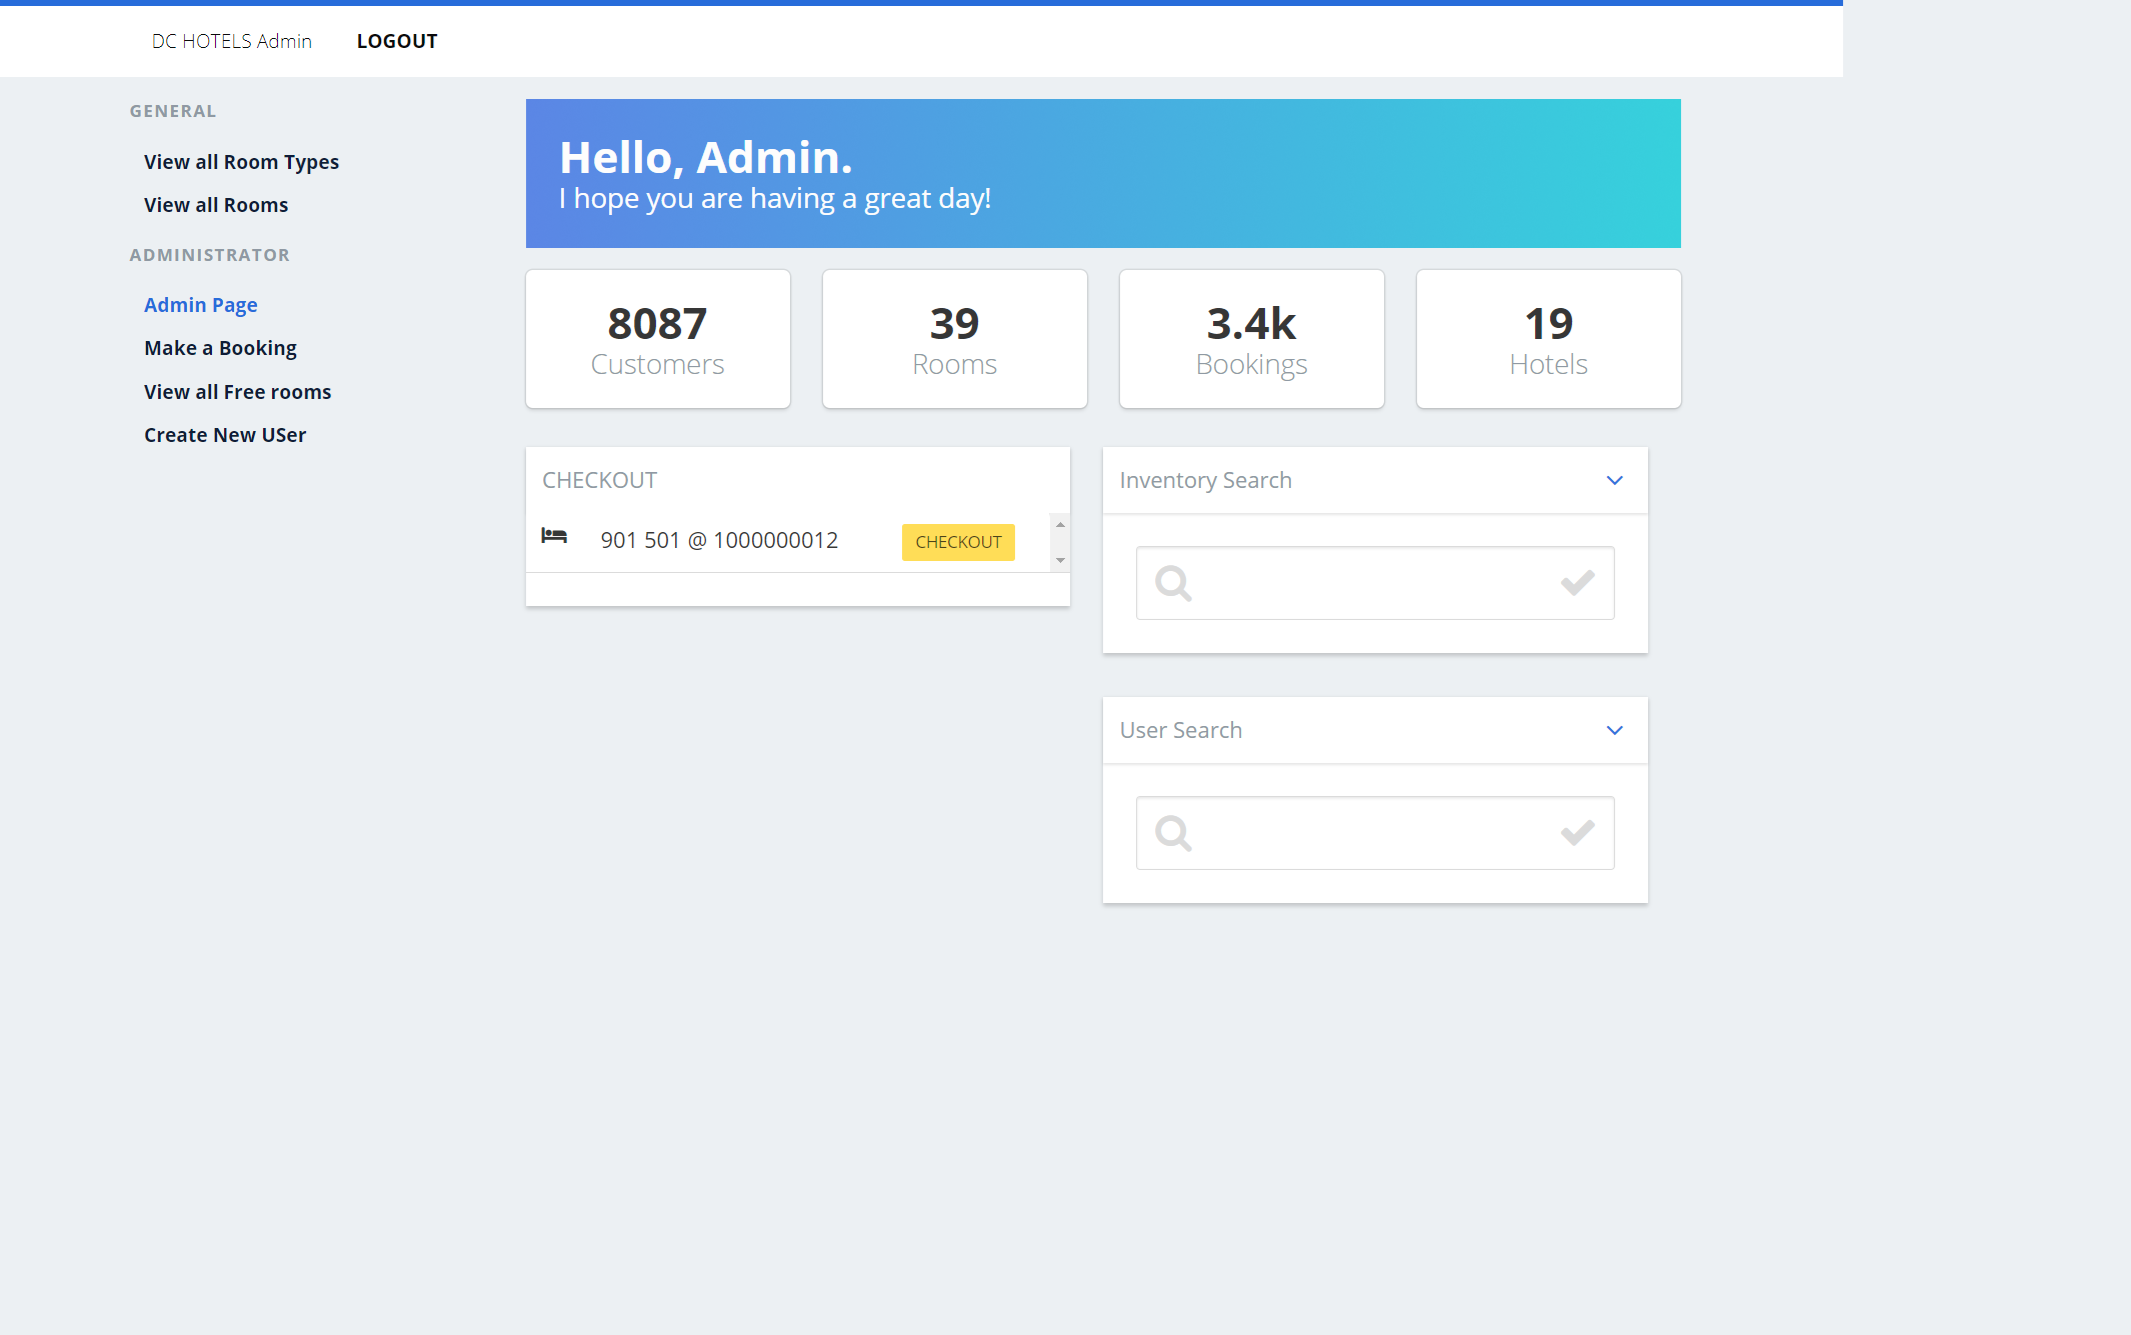 DC HOTELS Admin LOGOUT
GENERAL
View all Room Types
View all Rooms
ADMINISTRATOR
Admin Page
Make a Booking
View all Free rooms
Create New USer
Hello, Admin.
I hope you are having a great day!
8087
Customers
39
Rooms
3.4k
Bookings
19
Hotels
CHECKOUT
901 501 @ 1000000012 CHECKOUT
Inventory Search
User Search